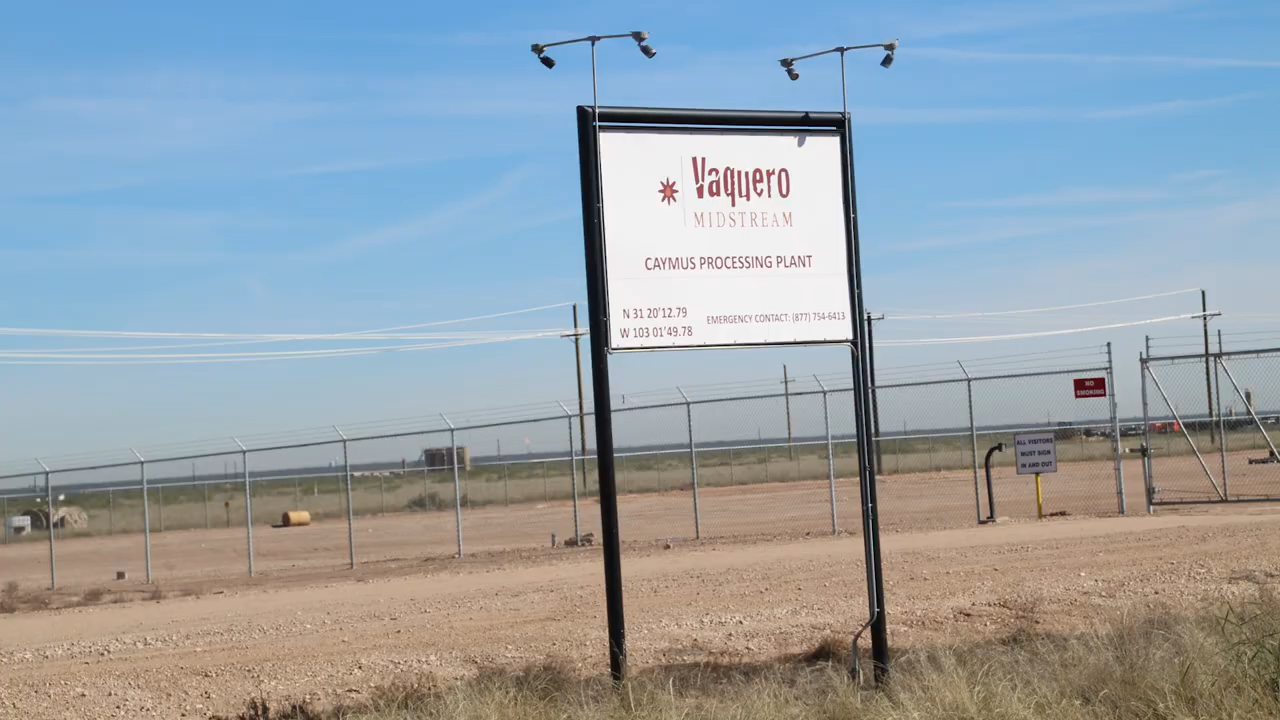 Vaquero
MIDSTREAM
CAYMUS PROCESSING PLANT
N 31 20'12.79
W 103 01'49.78
EMERGENCY CONTACT: (877) 754-6413
NO
SMOKING
ALL VISITORS
MUST SIGN
IN AND OUT